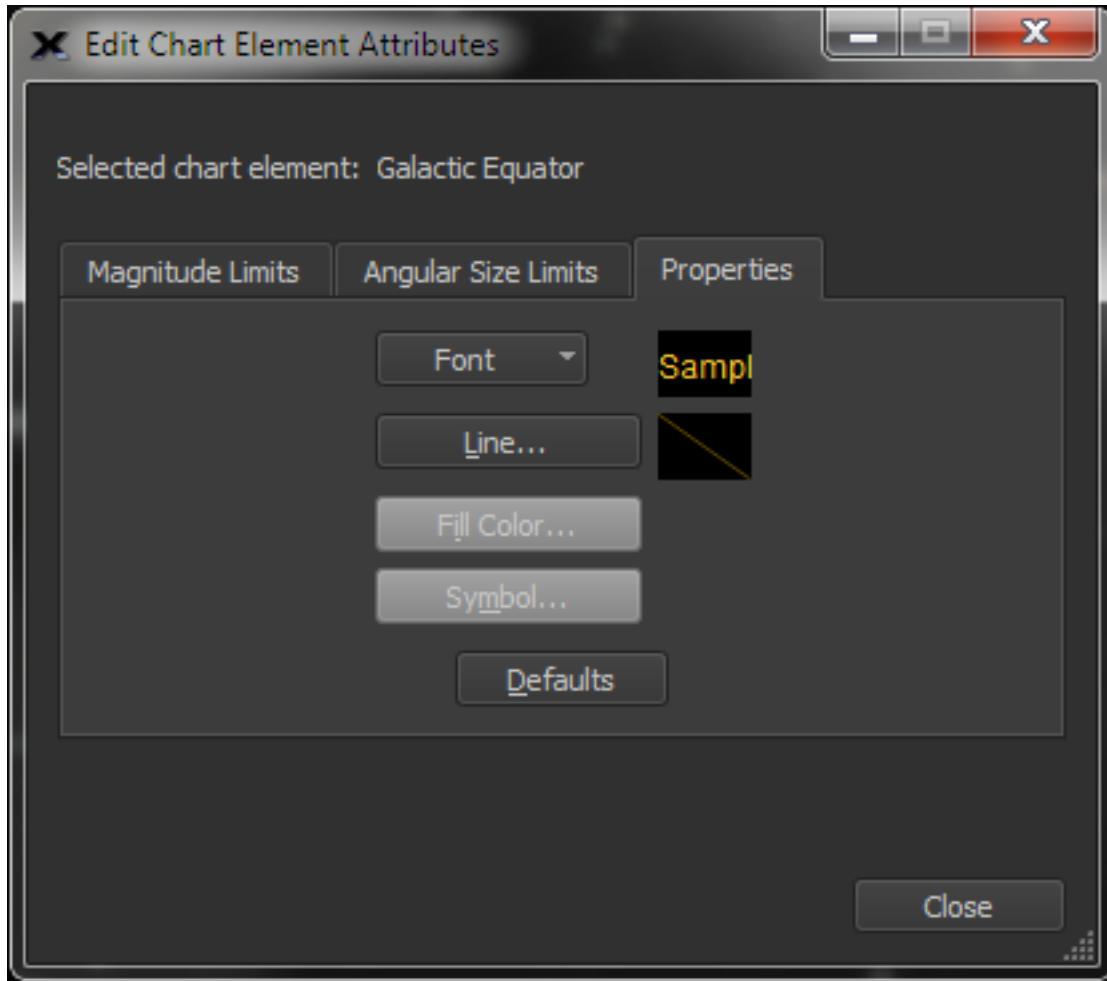 Edit Chart Element Attributes
Selected chart element: Galactic Equator
Magnitude Limits Angular Size Limits Properties
Font Sampl
Line...
Fill Color...
Symbol...
Defaults
Close